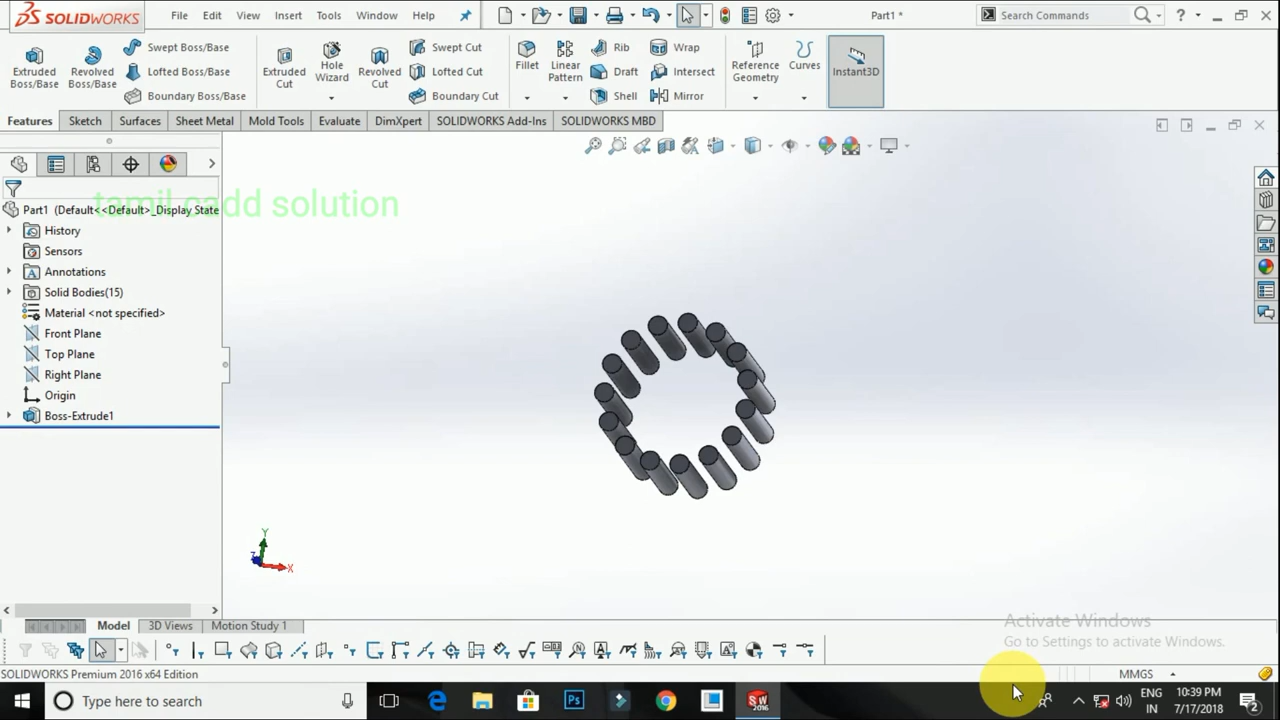 SOLIDWORKS File Edit View Insert Tools Window Help Part1 * Search Commands
Extruded Boss/Base
Revolved Boss/Base
Swept Boss/Base
Lofted Boss/Base
Boundary Boss/Base
Extruded Cut
Hole Wizard
Revolved Cut
Swept Cut
Lofted Cut
Boundary Cut
Fillet
Linear Pattern
Rib
Draft
Shell
Wrap
Intersect
Mirror
Reference Geometry
Curves
Instant3D
Features Sketch Surfaces Sheet Metal Mold Tools Evaluate DimXpert SOLIDWORKS Add-Ins SOLIDWORKS MBD
tamil cadd solution
Part1 (Default<<Default>_Display State
History
Sensors
Annotations
Solid Bodies(15)
Material <not specified>
Front Plane
Top Plane
Right Plane
Origin
Boss-Extrude1
Y
Z
X
Model 3D Views Motion Study 1
Activate Windows
Go to Settings to activate Windows.
SOLIDWORKS Premium 2016 x64 Edition MMGS
Type here to search
ENG 10:39 PM
IN 7/17/2018